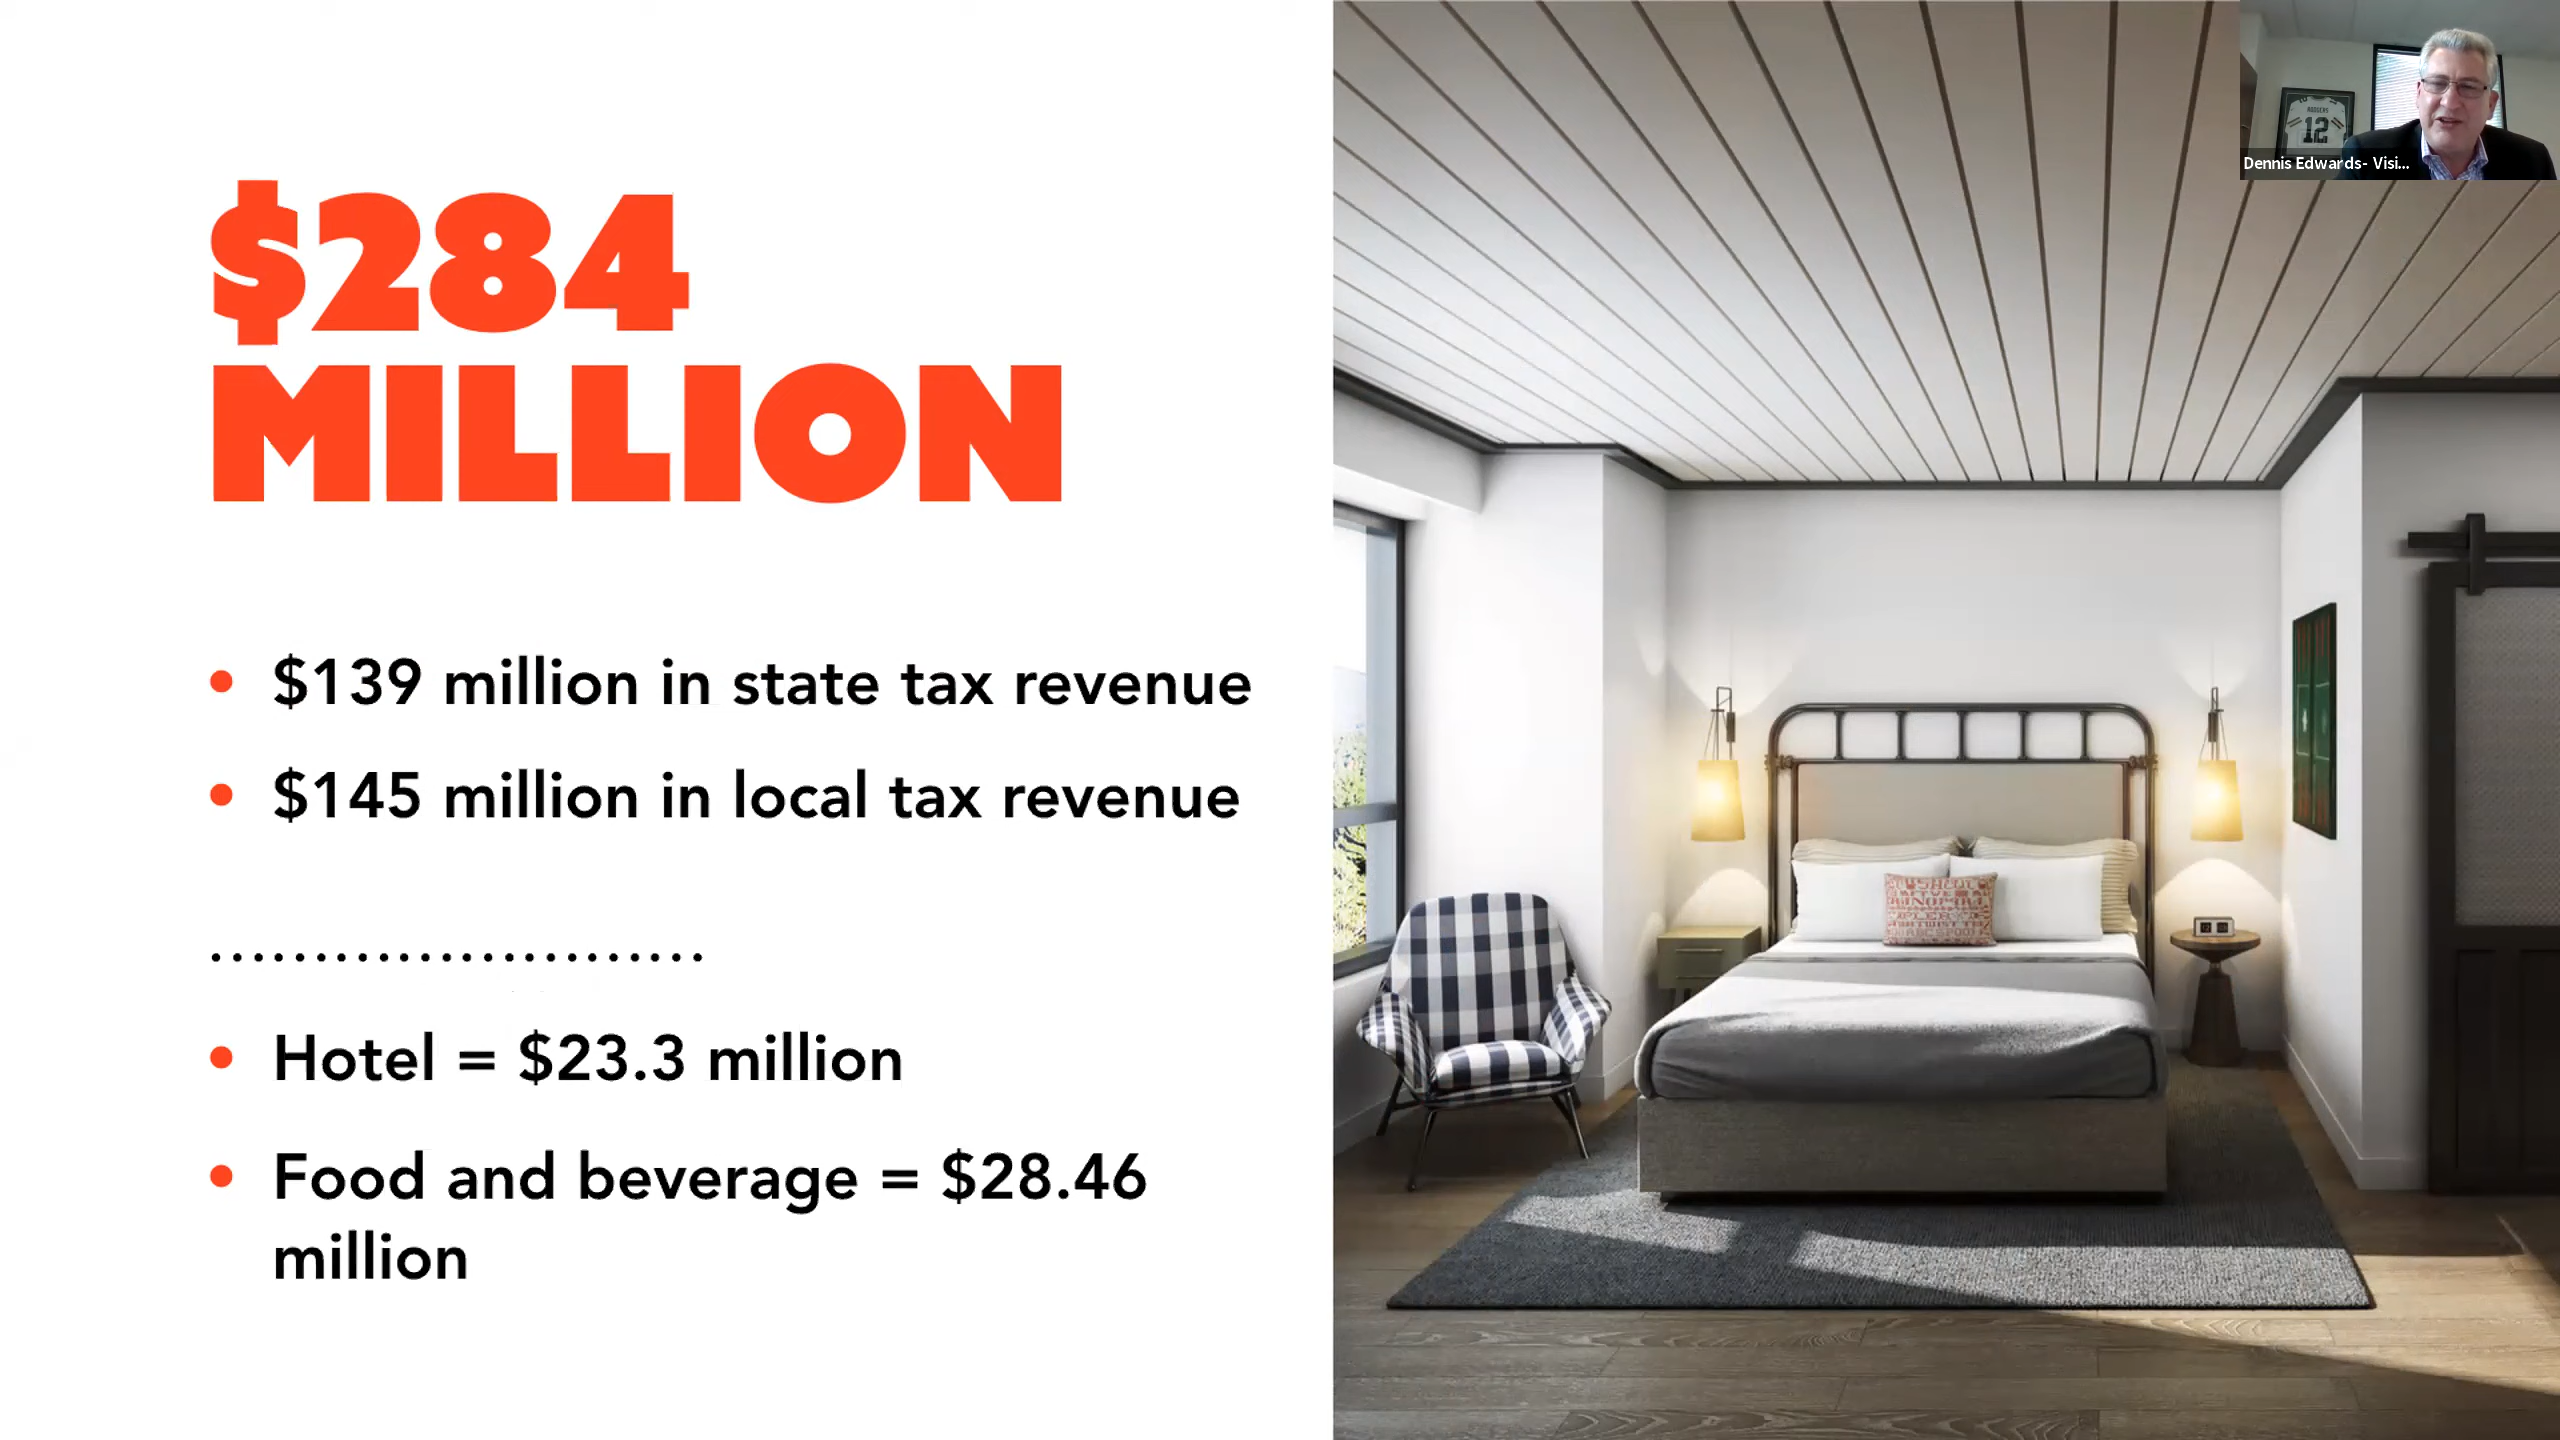 $284
MILLION
• $139 million in state tax revenue
• $145 million in local tax revenue
• Hotel = $23.3 million
• Food and beverage = $28.46
million
RODGERS
12
Dennis Edwards- Visi...